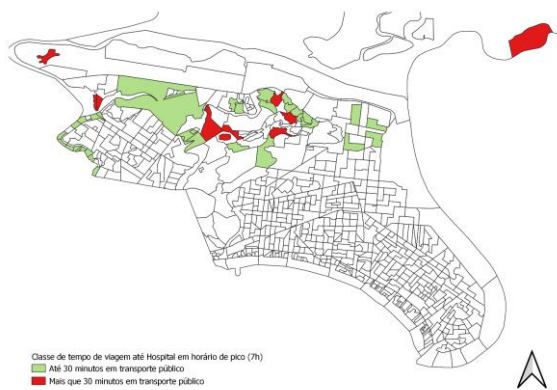 Classe de tempo de viagem até Hospital em horário de pico (7h)
Até 30 minutos em transporte público
Mais que 30 minutos em transporte público